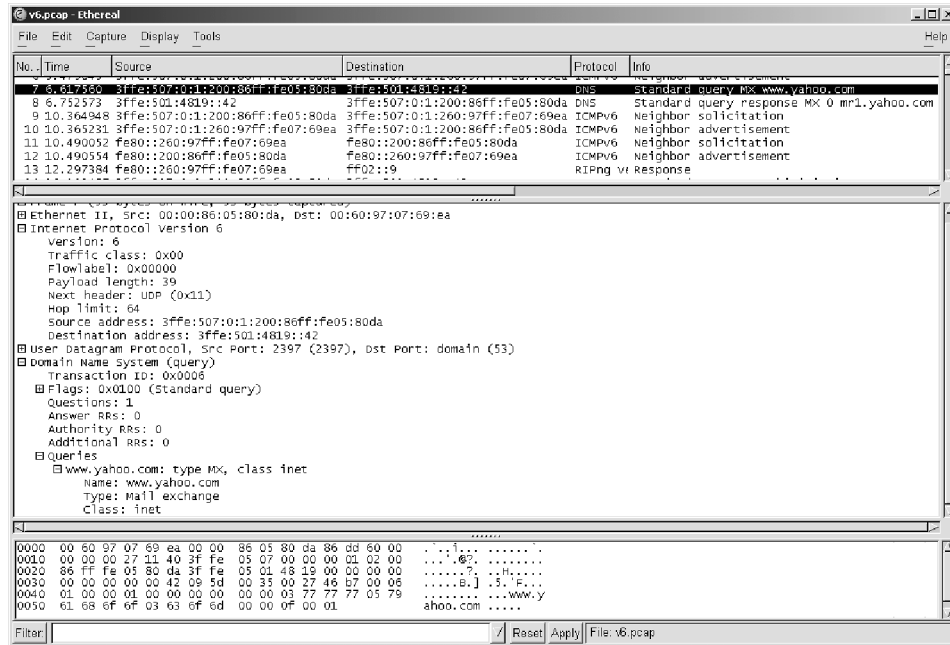 v6.pcap - Ethereal
File Edit Capture Display Tools Help
No. . Time Source Destination Protocol Info
7 6.617560 3ffe:507:0:1:200:86ff:fe05:80da 3ffe:501:4819::42 DNS Standard query MX www.yahoo.com
8 6.752573 3ffe:501:4819::42 3ffe:507:0:1:200:86ff:fe05:80da DNS Standard query response MX 0 mr1.yahoo.com
9 10.364948 3ffe:507:0:1:200:86ff:fe05:80da 3ffe:507:0:1:260:97ff:fe07:69ea ICMPv6 Neighbor solicitation
10 10.365231 3ffe:507:0:1:260:97ff:fe07:69ea 3ffe:507:0:1:200:86ff:fe05:80da ICMPv6 Neighbor advertisement
11 10.490052 fe80::260:97ff:fe07:69ea fe80::200:86ff:fe05:80da ICMPv6 Neighbor solicitation
12 10.490554 fe80::200:86ff:fe05:80da fe80::260:97ff:fe07:69ea ICMPv6 Neighbor advertisement
13 12.297384 fe80::260:97ff:fe07:69ea ff02::9 RIPng Response
Ethernet II, Src: 00:00:86:05:80:da, Dst: 00:60:97:07:69:ea
Internet Protocol Version 6
Version: 6
Traffic class: 0x00
Flowlabel: 0x00000
Payload length: 39
Next header: UDP (0x11)
Hop limit: 64
Source address: 3ffe:507:0:1:200:86ff:fe05:80da
Destination address: 3ffe:501:4819::42
User Datagram Protocol, Src Port: 2397 (2397), Dst Port: domain (53)
Domain Name System (query)
Transaction ID: 0x0006
Flags: 0x0100 (Standard query)
Questions: 1
Answer RRs: 0
Authority RRs: 0
Additional RRs: 0
Queries
www.yahoo.com: type MX, class inet
Name: www.yahoo.com
Type: Mail exchange
Class: inet
0000 00 60 97 07 69 ea 00 00 86 05 80 da 86 dd 60 00 .`..i... ......`.
0010 00 00 00 27 11 40 3f fe 05 07 00 00 00 01 02 00 ...'.@?. ........
0020 86 ff fe 05 80 da 3f fe 05 01 48 19 00 00 00 00 ......?. ..H.....
0030 00 00 00 00 00 42 09 5d 00 35 00 27 46 b7 00 06 .....B.] .5.'F...
0040 01 00 00 01 00 00 00 00 00 00 03 77 77 77 05 79 ........ ...www.y
0050 61 68 6f 6f 03 63 6f 6d 00 00 0f 00 01 ahoo.com .....
Filter: / Reset Apply File: v6.pcap